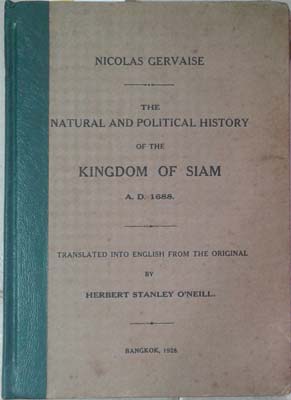 NICOLAS GERVAISE
THE
NATURAL AND POLITICAL HISTORY
OF THE
KINGDOM OF SIAM
A. D. 1688.
TRANSLATED INTO ENGLISH FROM THE ORIGINAL
BY
HERBERT STANLEY O'NEILL.
BANGKOK, 1928.